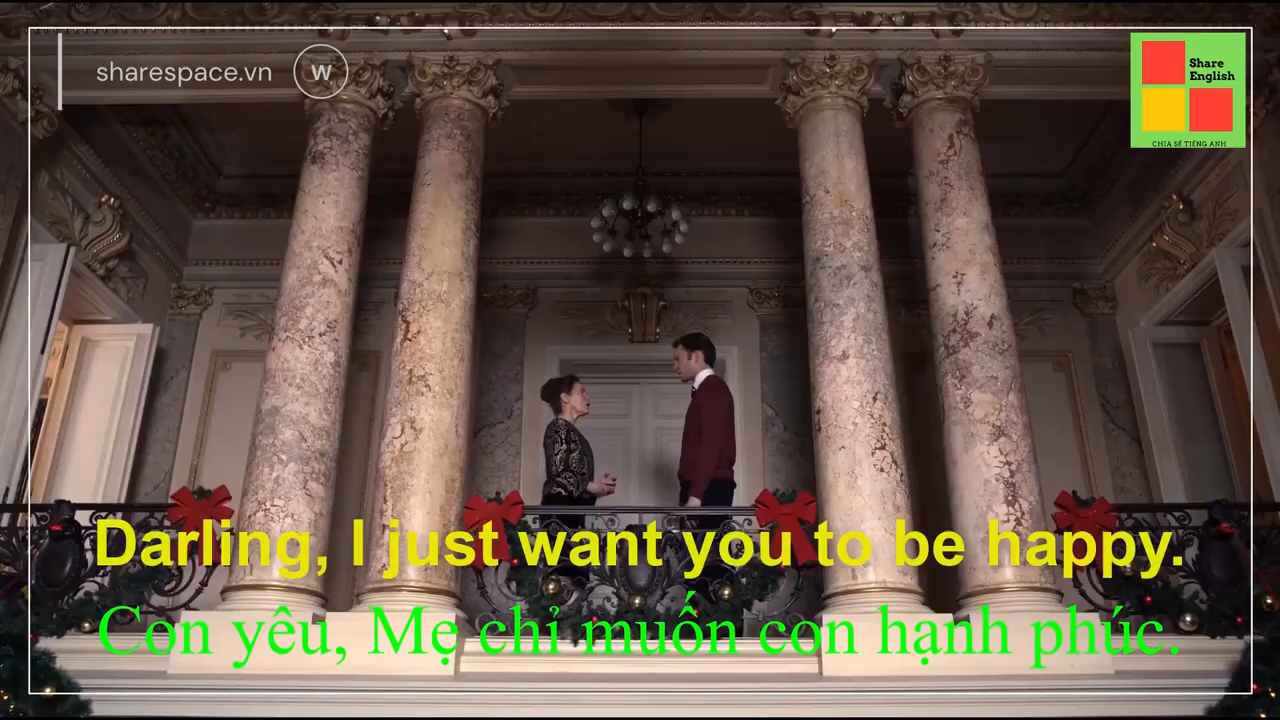 sharespace.vn
W
Share
English
CHIA SẺ TIẾNG ANH
Darling, I just want you to be happy.
Con yêu, Mẹ chỉ muốn con hạnh phúc.